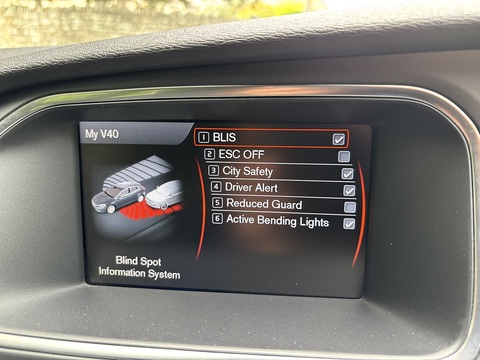 My V40
1 BLIS
2 ESC OFF
3 City Safety
4 Driver Alert
5 Reduced Guard
6 Active Bending Lights
Blind Spot
Information System